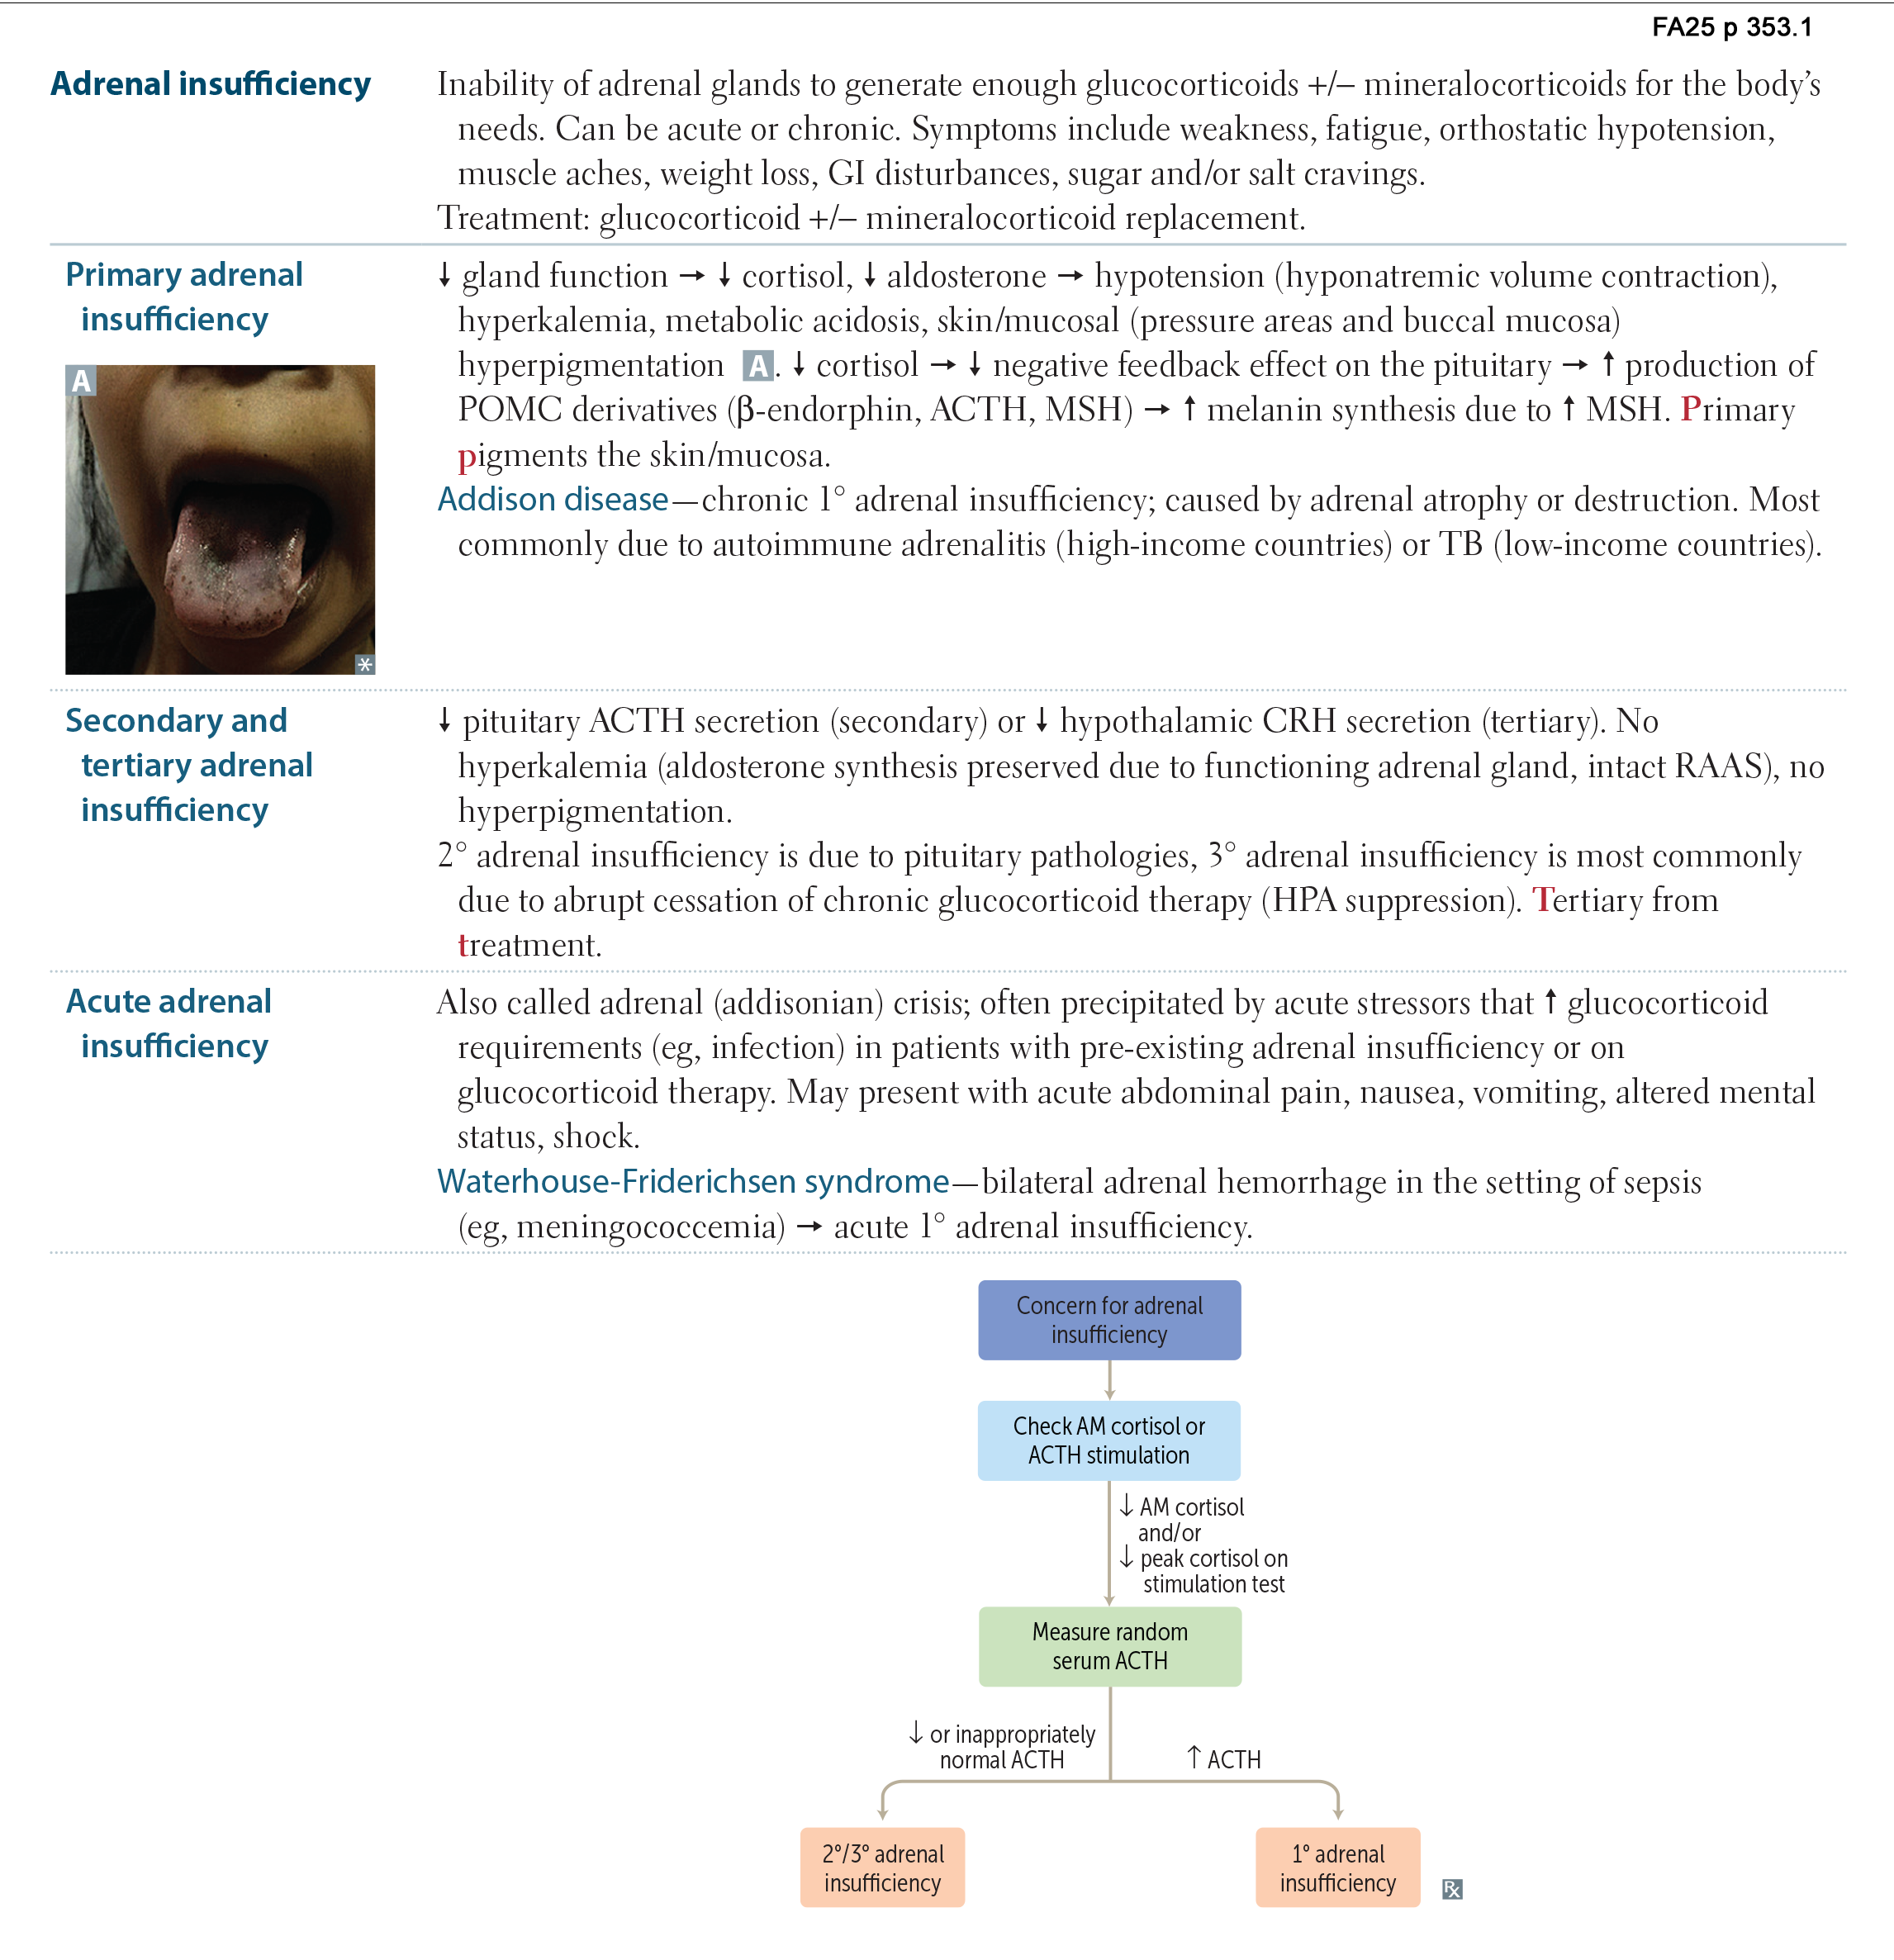 FA25 p 353.1
Adrenal insufficiency
Inability of adrenal glands to generate enough glucocorticoids +/– mineralocorticoids for the body’s
needs. Can be acute or chronic. Symptoms include weakness, fatigue, orthostatic hypotension,
muscle aches, weight loss, GI disturbances, sugar and/or salt cravings.
Treatment: glucocorticoid +/– mineralocorticoid replacement.
Primary adrenal
insufficiency
A
*
↓ gland function → ↓ cortisol, ↓ aldosterone → hypotension (hyponatremic volume contraction),
hyperkalemia, metabolic acidosis, skin/mucosal (pressure areas and buccal mucosa)
hyperpigmentation A. ↓ cortisol → ↓ negative feedback effect on the pituitary → ↑ production of
POMC derivatives (β-endorphin, ACTH, MSH) → ↑ melanin synthesis due to ↑ MSH. Primary
pigments the skin/mucosa.
Addison disease—chronic 1° adrenal insufficiency; caused by adrenal atrophy or destruction. Most
commonly due to autoimmune adrenalitis (high-income countries) or TB (low-income countries).
Secondary and
tertiary adrenal
insufficiency
↓ pituitary ACTH secretion (secondary) or ↓ hypothalamic CRH secretion (tertiary). No
hyperkalemia (aldosterone synthesis preserved due to functioning adrenal gland, intact RAAS), no
hyperpigmentation.
2° adrenal insufficiency is due to pituitary pathologies, 3° adrenal insufficiency is most commonly
due to abrupt cessation of chronic glucocorticoid therapy (HPA suppression). Tertiary from
treatment.
Acute adrenal
insufficiency
Also called adrenal (addisonian) crisis; often precipitated by acute stressors that ↑ glucocorticoid
requirements (eg, infection) in patients with pre-existing adrenal insufficiency or on
glucocorticoid therapy. May present with acute abdominal pain, nausea, vomiting, altered mental
status, shock.
Waterhouse-Friderichsen syndrome—bilateral adrenal hemorrhage in the setting of sepsis
(eg, meningococcemia) → acute 1° adrenal insufficiency.
Concern for adrenal
insufficiency
Check AM cortisol or
ACTH stimulation
↓ AM cortisol
and/or
↓ peak cortisol on
stimulation test
Measure random
serum ACTH
↓ or inappropriately
normal ACTH
↑ ACTH
2°/3° adrenal
insufficiency
1° adrenal
insufficiency
Rx